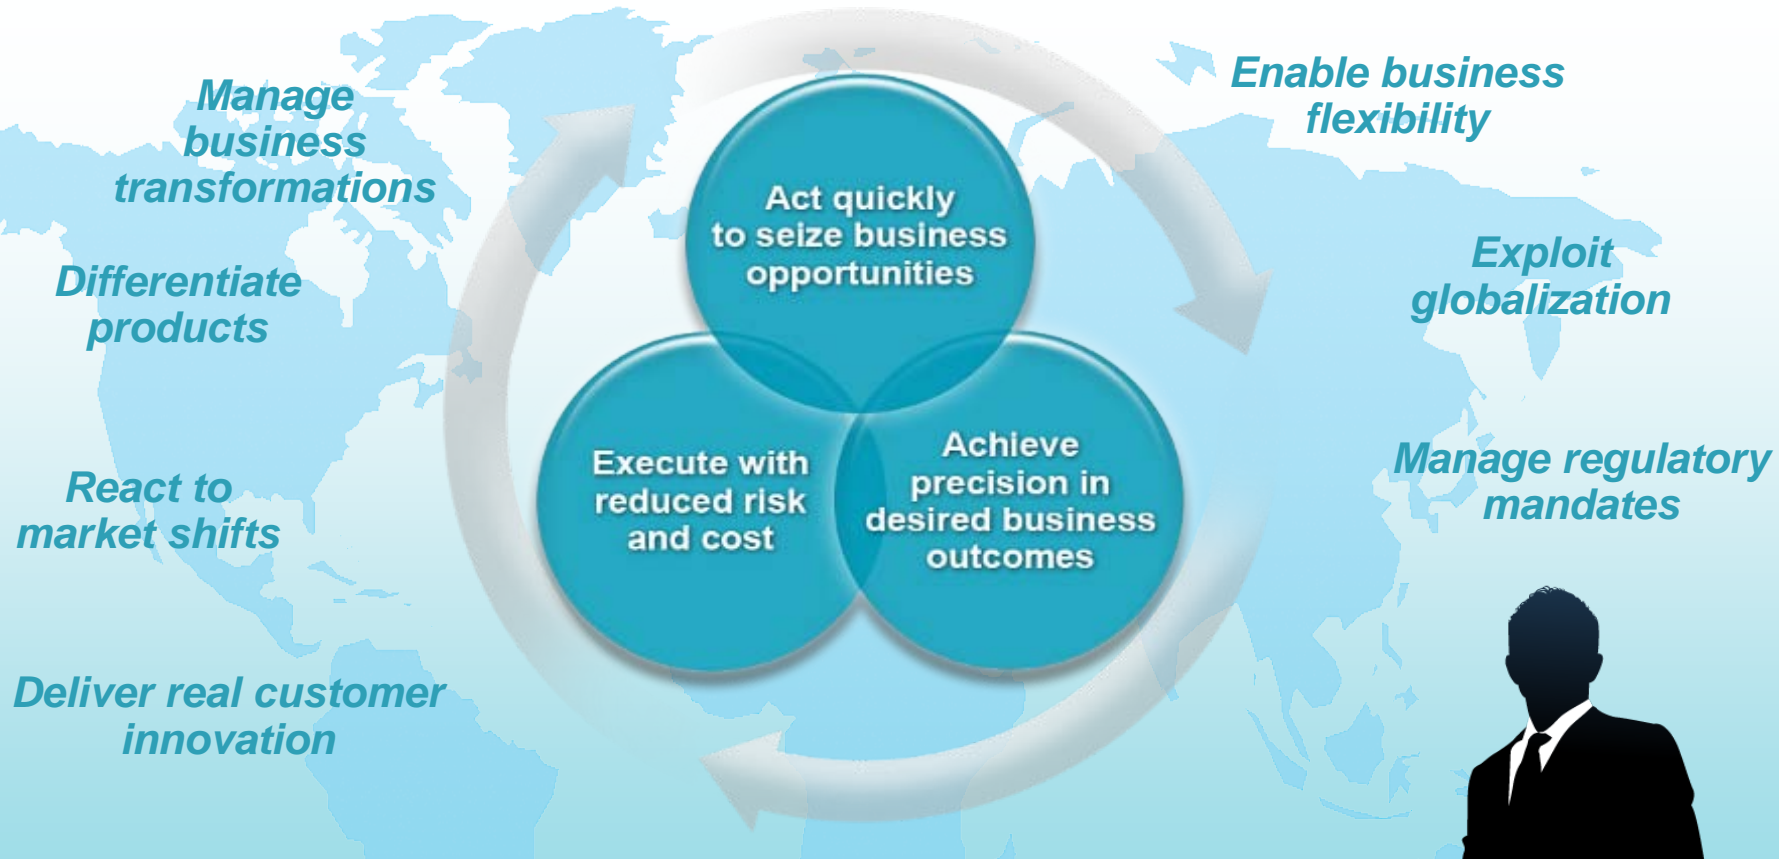 Manage
business
transformations
Differentiate
products
React to
market shifts
Deliver real customer
innovation
Act quickly
to seize business
opportunities
Execute with
reduced risk
and cost
Achieve
precision in
desired business
outcomes
Enable business
flexibility
Exploit
globalization
Manage regulatory
mandates